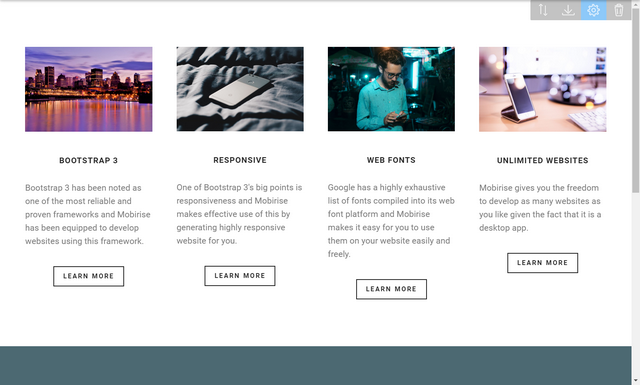 BOOTSTRAP 3
Bootstrap 3 has been noted as
one of the most reliable and
proven frameworks and Mobirise
has been equipped to develop
websites using this framework.
LEARN MORE
RESPONSIVE
One of Bootstrap 3's big points is
responsiveness and Mobirise
makes effective use of this by
generating highly responsive
website for you.
LEARN MORE
WEB FONTS
Google has a highly exhaustive
list of fonts compiled into its web
font platform and Mobirise
makes it easy for you to use
them on your website easily and
freely.
LEARN MORE
UNLIMITED WEBSITES
Mobirise gives you the freedom
to develop as many websites as
you like given the fact that it is a
desktop app.
LEARN MORE